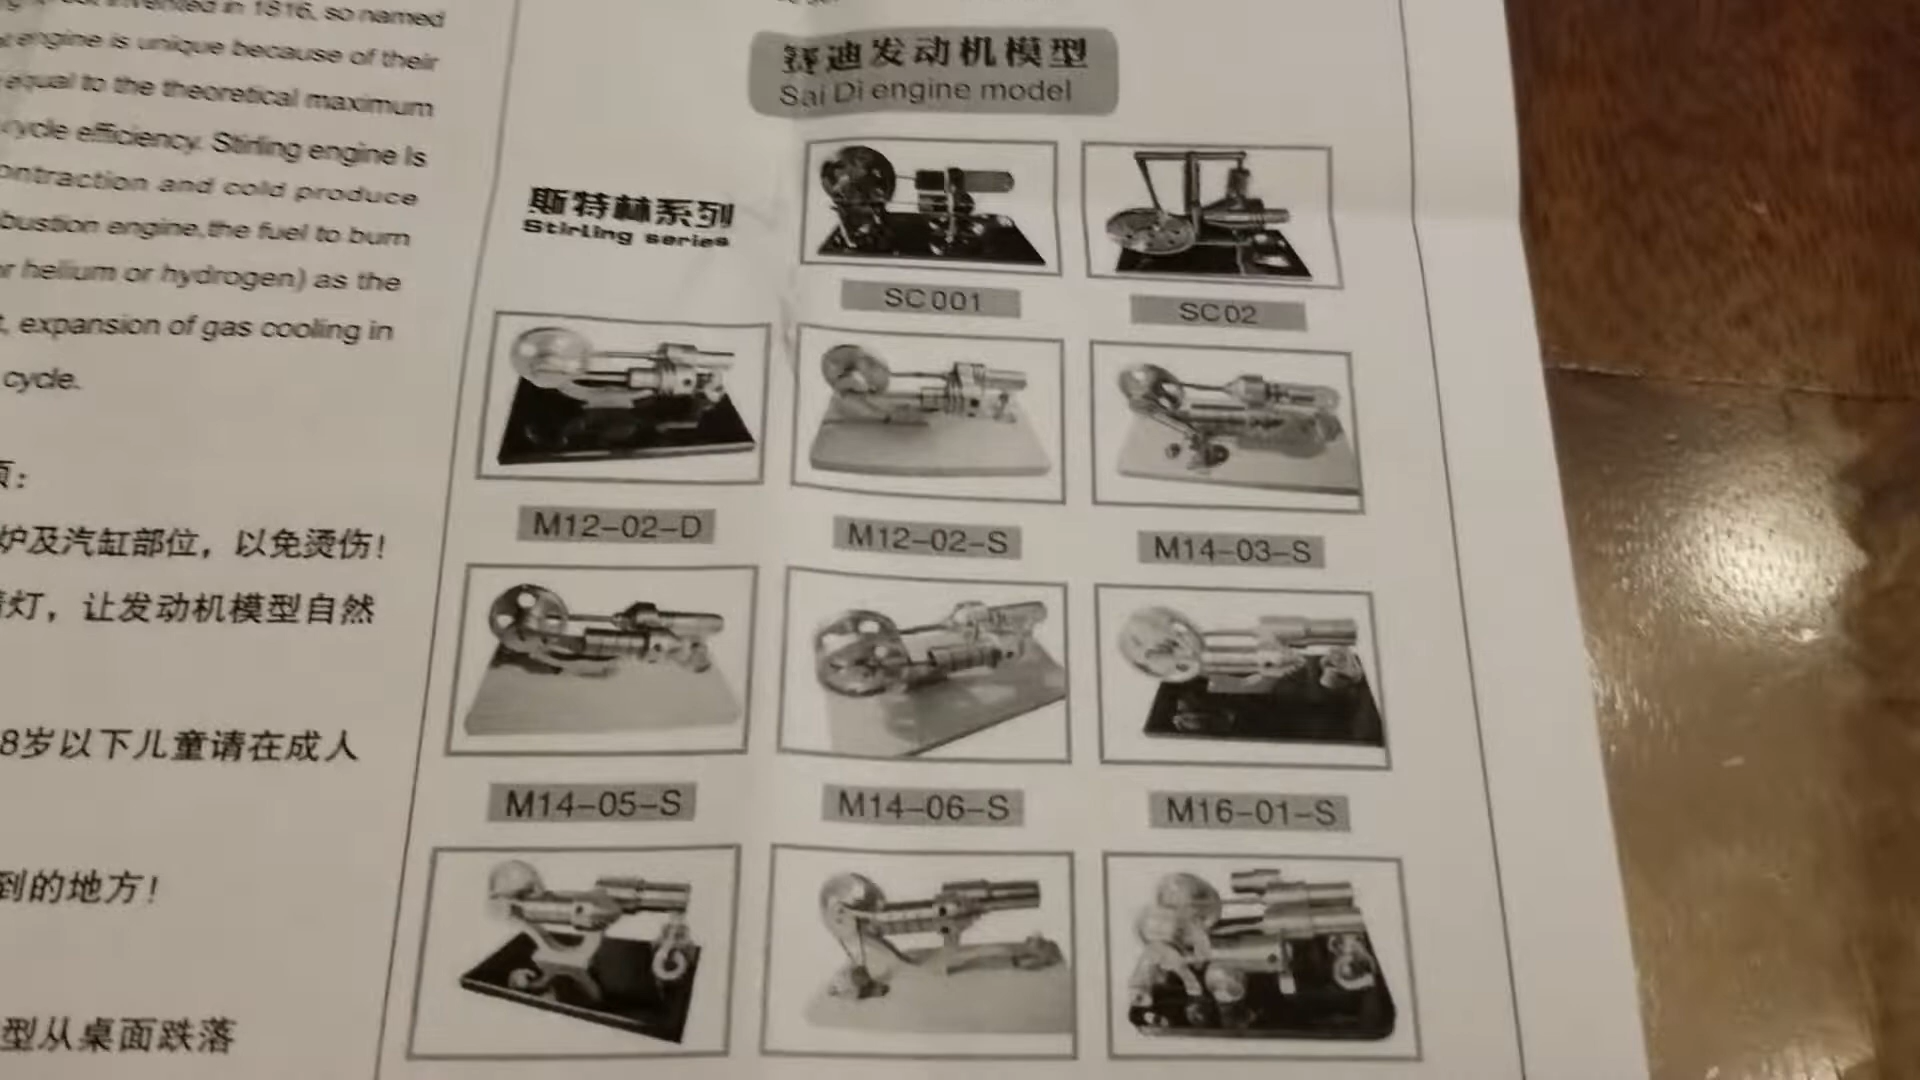 invented in 1816, so named
engine is unique because of their
equal to the theoretical maximum
cycle efficiency. Stirling engine Is
contraction and cold produce
bustion engine,the fuel to burn
r helium or hydrogen) as the
t, expansion of gas cooling in
cycle.
项:
炉及汽缸部位，以免烫伤!
灯，让发动机模型自然
8岁以下儿童请在成人
到的地方!
型从桌面跌落
赛迪发动机模型
Sai Di engine model
斯特林系列
Stirling series
SC001
SC02
M12-02-D
M12-02-S
M14-03-S
M14-05-S
M14-06-S
M16-01-S